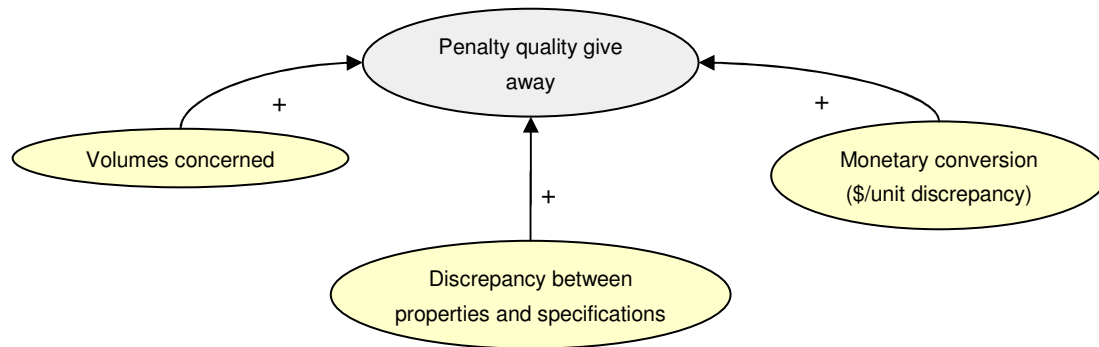 Penalty quality give
away
+
+
Volumes concerned
Monetary conversion
($/unit discrepancy)
+
Discrepancy between
properties and specifications